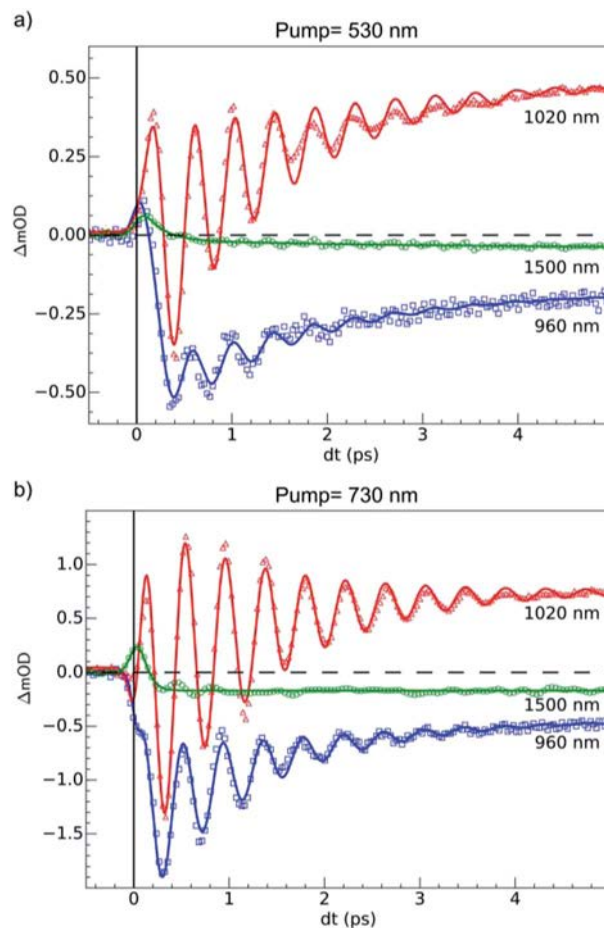 a)
Pump= 530 nm
0.50
0.25
0.00
−0.25
−0.50
ΔmOD
1020 nm
1500 nm
960 nm
0 1 2 3 4
dt (ps)
b)
Pump= 730 nm
1.0
0.5
0.0
−0.5
−1.0
−1.5
ΔmOD
1020 nm
1500 nm
960 nm
0 1 2 3 4
dt (ps)